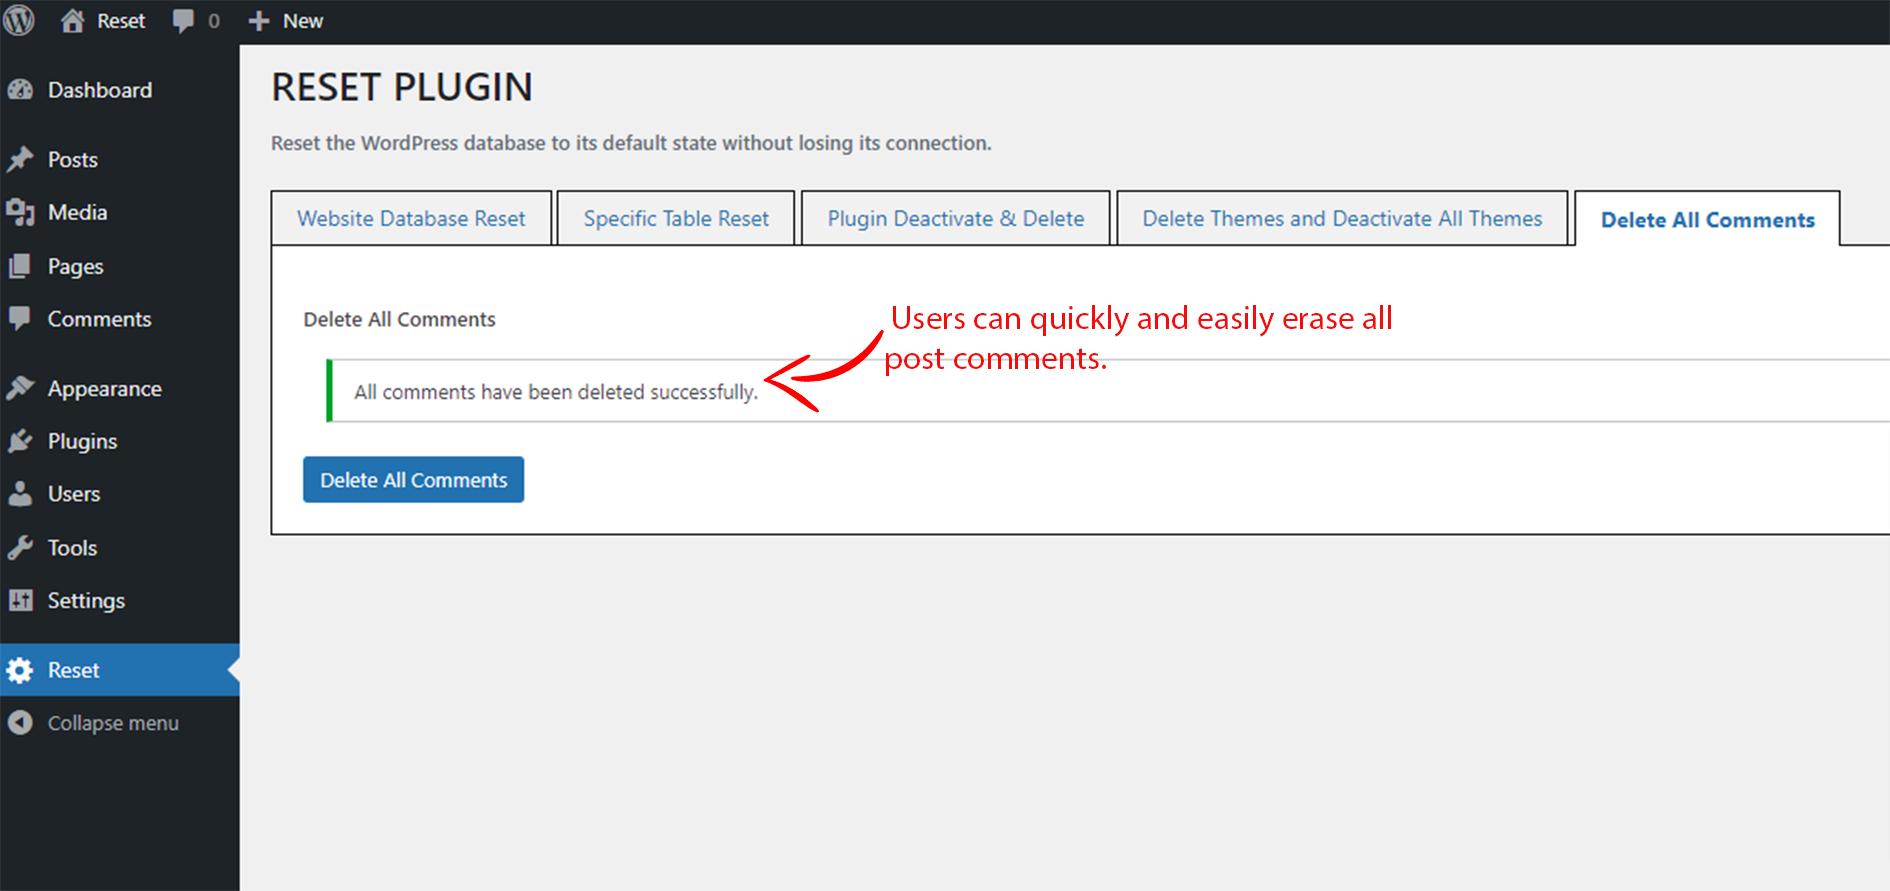 Reset 0 New
Dashboard
Posts
Media
Pages
Comments
Appearance
Plugins
Users
Tools
Settings
Reset
Collapse menu
RESET PLUGIN
Reset the WordPress database to its default state without losing its connection.
Website Database Reset Specific Table Reset Plugin Deactivate & Delete Delete Themes and Deactivate All Themes Delete All Comments
Delete All Comments
Users can quickly and easily erase all
post comments.
All comments have been deleted successfully.
Delete All Comments